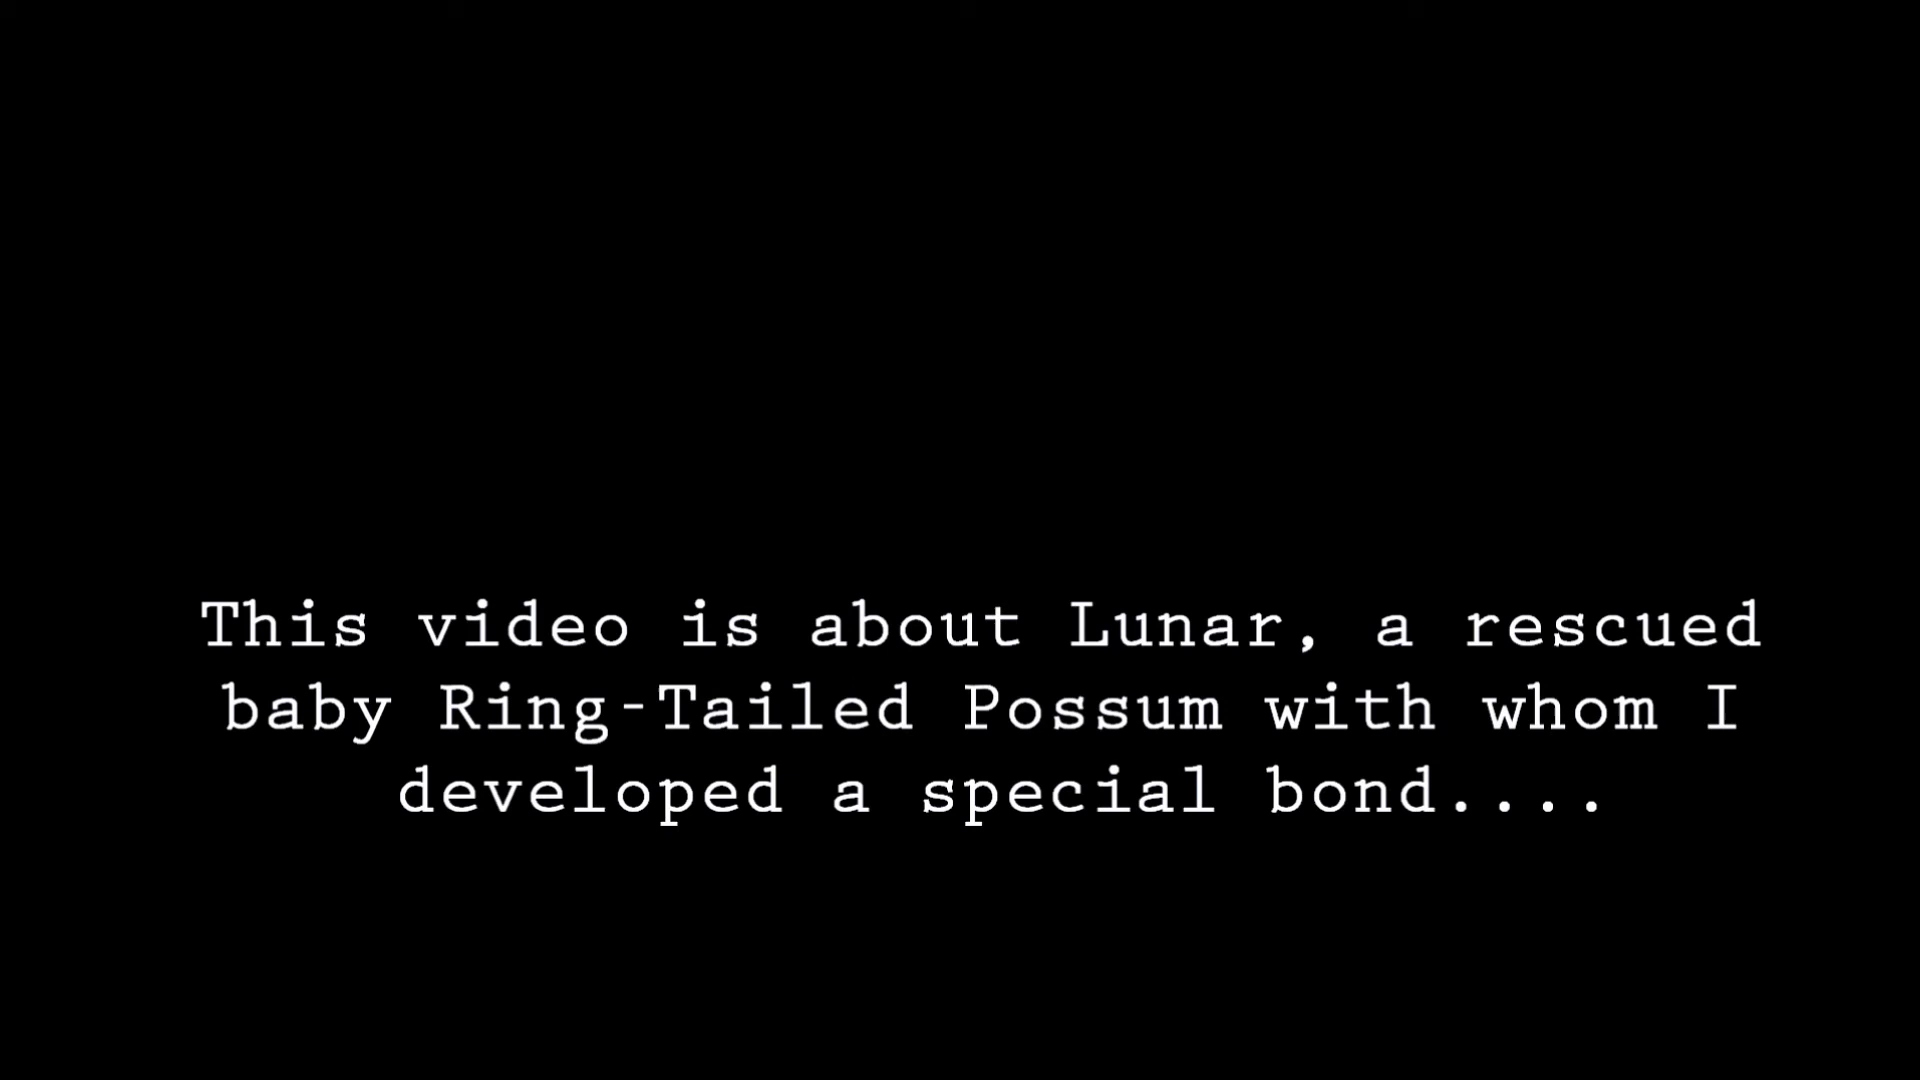 This video is about Lunar, a rescued
baby Ring-Tailed Possum with whom I
developed a special bond....